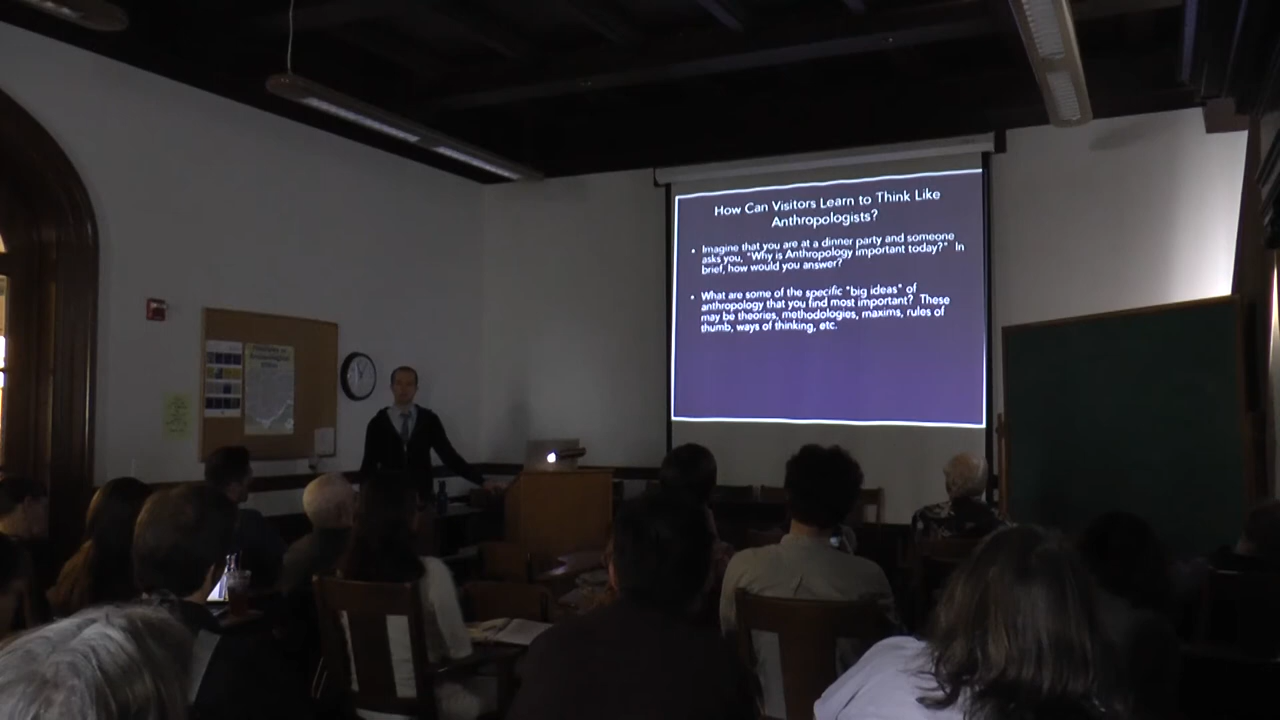 How Can Visitors Learn to Think Like
Anthropologists?
• Imagine that you are at a dinner party and someone
asks you, "Why is Anthropology important today?" In
brief, how would you answer?
• What are some of the specific "big ideas" of
anthropology that you find most important? These
may be theories, methodologies, maxims, rules of
thumb, ways of thinking, etc.